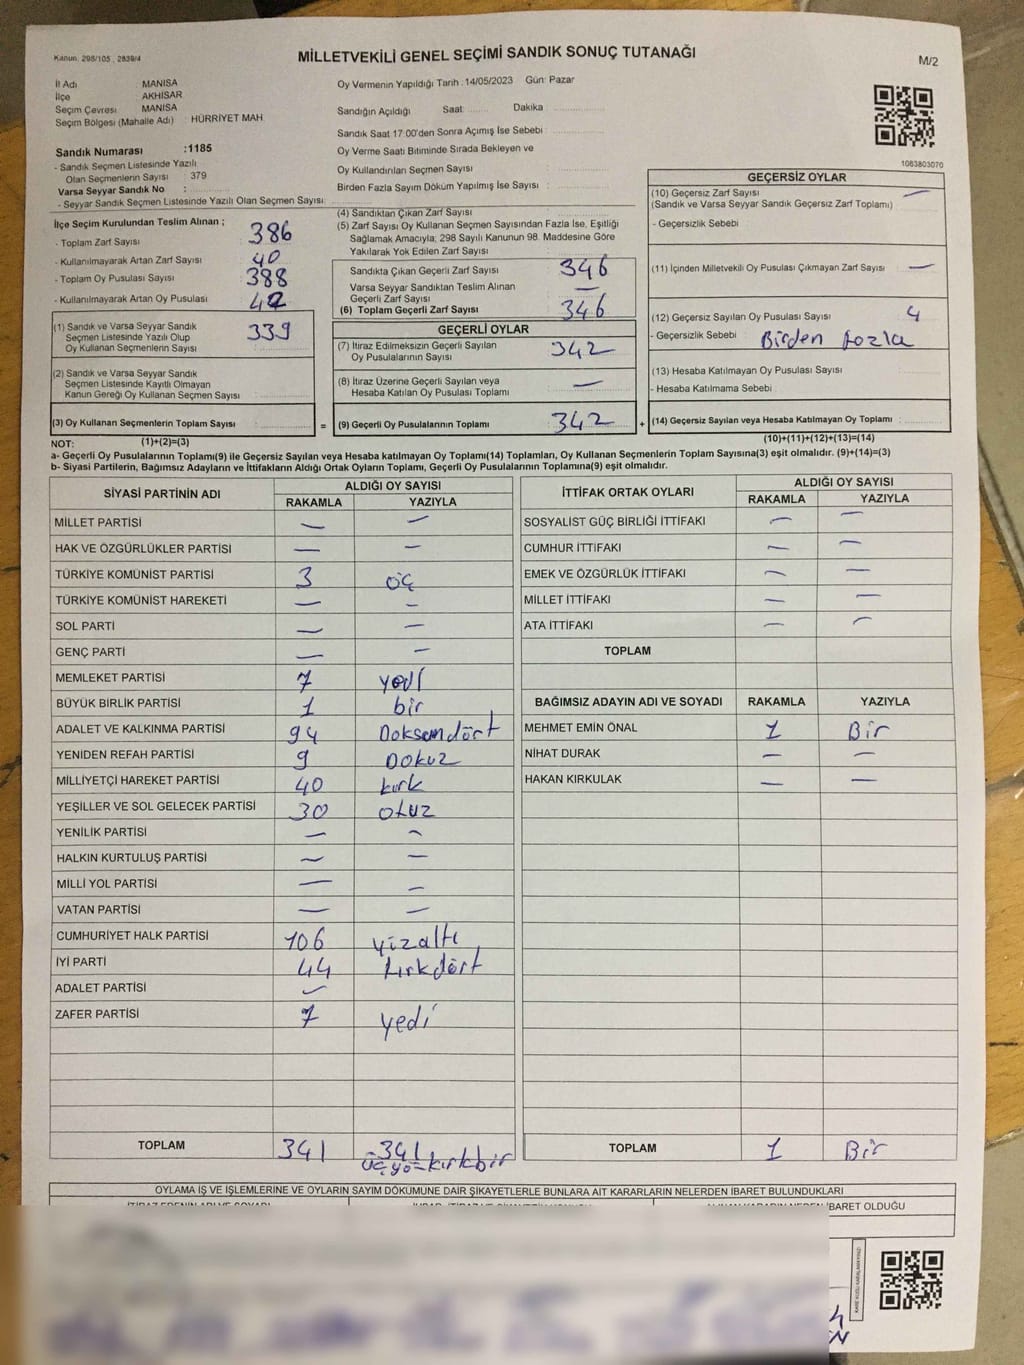 Kanun. 298/105 , 2839/4
MİLLETVEKİLİ GENEL SEÇİMİ SANDIK SONUÇ TUTANAĞI
M/2
İl Adı MANİSA
İlçe AKHİSAR
Seçim Çevresi MANİSA
Seçim Bölgesi (Mahalle Adı) : HÜRRİYET MAH.
Sandık Numarası :1185
- Sandık Seçmen Listesinde Yazılı
Olan Seçmenlerin Sayısı : 379
Varsa Seyyar Sandık No :
- Seyyar Sandık Seçmen Listesinde Yazılı Olan Seçmen Sayısı:
Oy Vermenin Yapıldığı Tarih :14/05/2023 Gün: Pazar
Sandığın Açıldığı Saat: Dakika
Sandık Saat 17:00'den Sonra Açımış İse Sebebi :
Oy Verme Saati Bitiminde Sırada Bekleyen ve
Oy Kullandırılan Seçmen Sayısı
Birden Fazla Sayım Döküm Yapılmış İse Sayısı :
1063803070
İlçe Seçim Kurulundan Teslim Alınan ;
- Toplam Zarf Sayısı 386
- Kullanılmayarak Artan Zarf Sayısı 40
- Toplam Oy Pusulası Sayısı 388
- Kullanılmayarak Artan Oy Pusulası 42
(1) Sandık ve Varsa Seyyar Sandık
Seçmen Listesinde Yazılı Olup
Oy Kullanan Seçmenlerin Sayısı : 339
(2) Sandık ve Varsa Seyyar Sandık
Seçmen Listelerinde Kayıtlı Olmayan
Kanun Gereği Oy Kullanan Seçmen Sayısı :
(3) Oy Kullanan Seçmenlerin Toplam Sayısı : =
(4) Sandıktan Çıkan Zarf Sayısı
(5) Zarf Sayısı Oy Kullanan Seçmen Sayısından Fazla İse, Eşitliği
Sağlamak Amacıyla, 298 Sayılı Kanunun 98. Maddesine Göre
Yakılarak Yok Edilen Zarf Sayısı
Sandıkta Çıkan Geçerli Zarf Sayısı 346
Varsa Seyyar Sandıktan Teslim Alınan
Geçerli Zarf Sayısı —
(6) Toplam Geçerli Zarf Sayısı : 346
GEÇERLİ OYLAR
(7) İtiraz Edilmeksizin Geçerli Sayılan
Oy Pusulalarının Sayısı : 342
(8) İtiraz Üzerine Geçerli Sayılan veya
Hesaba Katılan Oy Pusulası Toplamı —
(9) Geçerli Oy Pusulalarının Toplamı : 342 +
GEÇERSİZ OYLAR
(10) Geçersiz Zarf Sayısı —
(Sandık ve Varsa Seyyar Sandık Geçersiz Zarf Toplamı)
- Geçersizlik Sebebi
(11) İçinden Milletvekili Oy Pusulası Çıkmayan Zarf Sayısı —
(12) Geçersiz Sayılan Oy Pusulası Sayısı : 4
- Geçersizlik Sebebi Birden fazla
(13) Hesaba Katılmayan Oy Pusulası Sayısı :
- Hesaba Katılmama Sebebi :
(14) Geçersiz Sayılan veya Hesaba Katılmayan Oy Toplamı :
NOT: (1)+(2)=(3) (10)+(11)+(12)+(13)=(14)
a- Geçerli Oy Pusulalarının Toplamı(9) ile Geçersiz Sayılan veya Hesaba katılmayan Oy Toplamı(14) Toplamları, Oy Kullanan Seçmenlerin Toplam Sayısına(3) eşit olmalıdır. (9)+(14)=(3)
b- Siyasi Partilerin, Bağımsız Adayların ve İttifakların Aldığı Ortak Oyların Toplamı, Geçerli Oy Pusulalarının Toplamına(9) eşit olmalıdır.
SİYASİ PARTİNİN ADI ALDIĞI OY SAYISI
RAKAMLA YAZIYLA
MİLLET PARTİSİ — —
HAK VE ÖZGÜRLÜKLER PARTİSİ — —
TÜRKİYE KOMÜNİST PARTİSİ 3 üç
TÜRKİYE KOMÜNİST HAREKETİ — —
SOL PARTİ — —
GENÇ PARTİ — —
MEMLEKET PARTİSİ 7 yedi
BÜYÜK BİRLİK PARTİSİ 1 bir
ADALET VE KALKINMA PARTİSİ 94 Doksandört
YENİDEN REFAH PARTİSİ 9 Dokuz
MİLLİYETÇİ HAREKET PARTİSİ 40 kırk
YEŞİLLER VE SOL GELECEK PARTİSİ 30 otuz
YENİLİK PARTİSİ — —
HALKIN KURTULUŞ PARTİSİ — —
MİLLİ YOL PARTİSİ — —
VATAN PARTİSİ — —
CUMHURİYET HALK PARTİSİ 106 yüzaltı
İYİ PARTİ 44 kırkdört
ADALET PARTİSİ —
ZAFER PARTİSİ 7 yedi
TOPLAM 341 341
üçyüzkırkbir
İTTİFAK ORTAK OYLARI ALDIĞI OY SAYISI
RAKAMLA YAZIYLA
SOSYALİST GÜÇ BİRLİĞİ İTTİFAKI — —
CUMHUR İTTİFAKI — —
EMEK VE ÖZGÜRLÜK İTTİFAKI — —
MİLLET İTTİFAKI — —
ATA İTTİFAKI — —
TOPLAM
BAĞIMSIZ ADAYIN ADI VE SOYADI RAKAMLA YAZIYLA
MEHMET EMİN ÖNAL 1 Bir
NİHAT DURAK — —
HAKAN KIRKULAK — —
TOPLAM 1 Bir
OYLAMA İŞ VE İŞLEMLERİNE VE OYLARIN SAYIM DÖKÜMÜNE DAİR ŞİKAYETLERLE BUNLARA AİT KARARLARIN NELERDEN İBARET BULUNDUKLARI
İBARET OLDUĞU